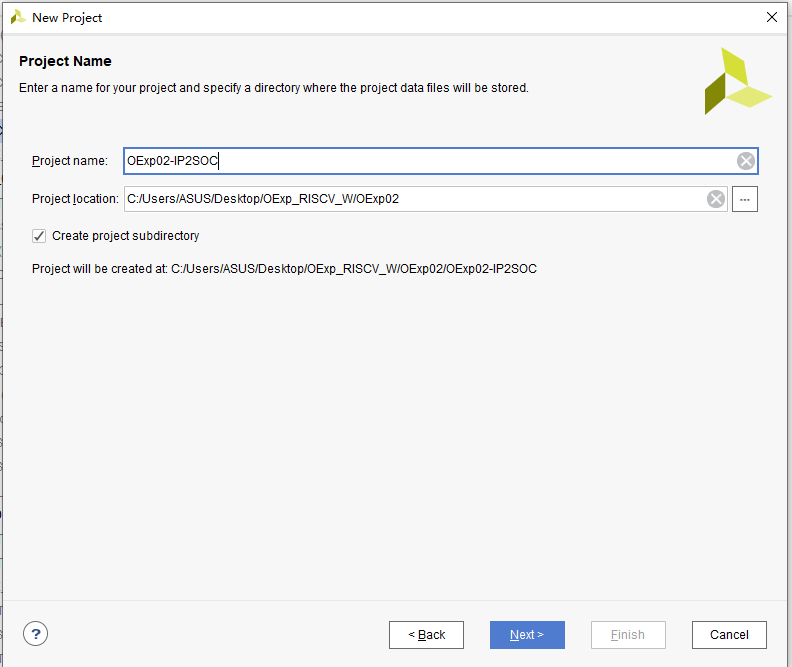 New Project
Project Name
Enter a name for your project and specify a directory where the project data files will be stored.
Project name: OExp02-IP2SOC
Project location: C:/Users/ASUS/Desktop/OExp_RISCV_W/OExp02 ...
Create project subdirectory
Project will be created at: C:/Users/ASUS/Desktop/OExp_RISCV_W/OExp02/OExp02-IP2SOC
? < Back Next > Finish Cancel